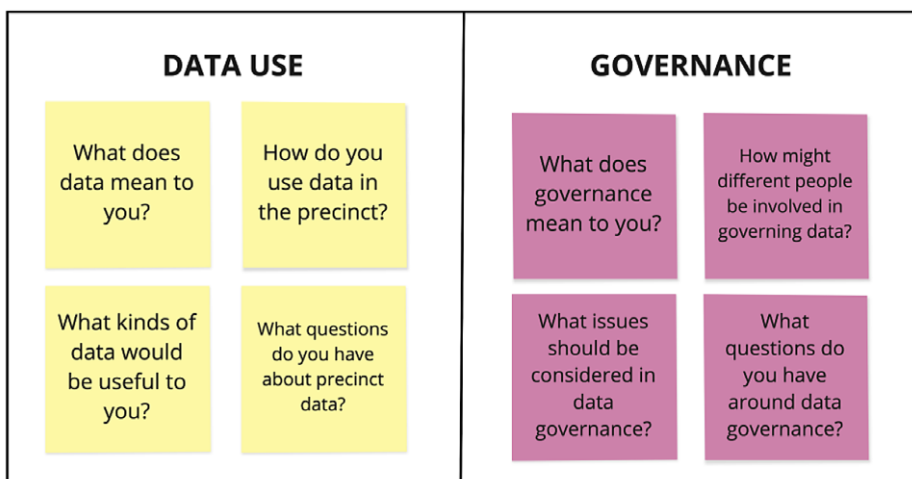 DATA USE
What does
data mean to
you?
How do you
use data in
the precinct?
What kinds of
data would
be useful to
you?
What questions
do you have
about precinct
data?
GOVERNANCE
What does
governance
mean to you?
How might
different people
be involved in
governing data?
What issues
should be
considered in
data
governance?
What
questions do
you have
around data
governance?